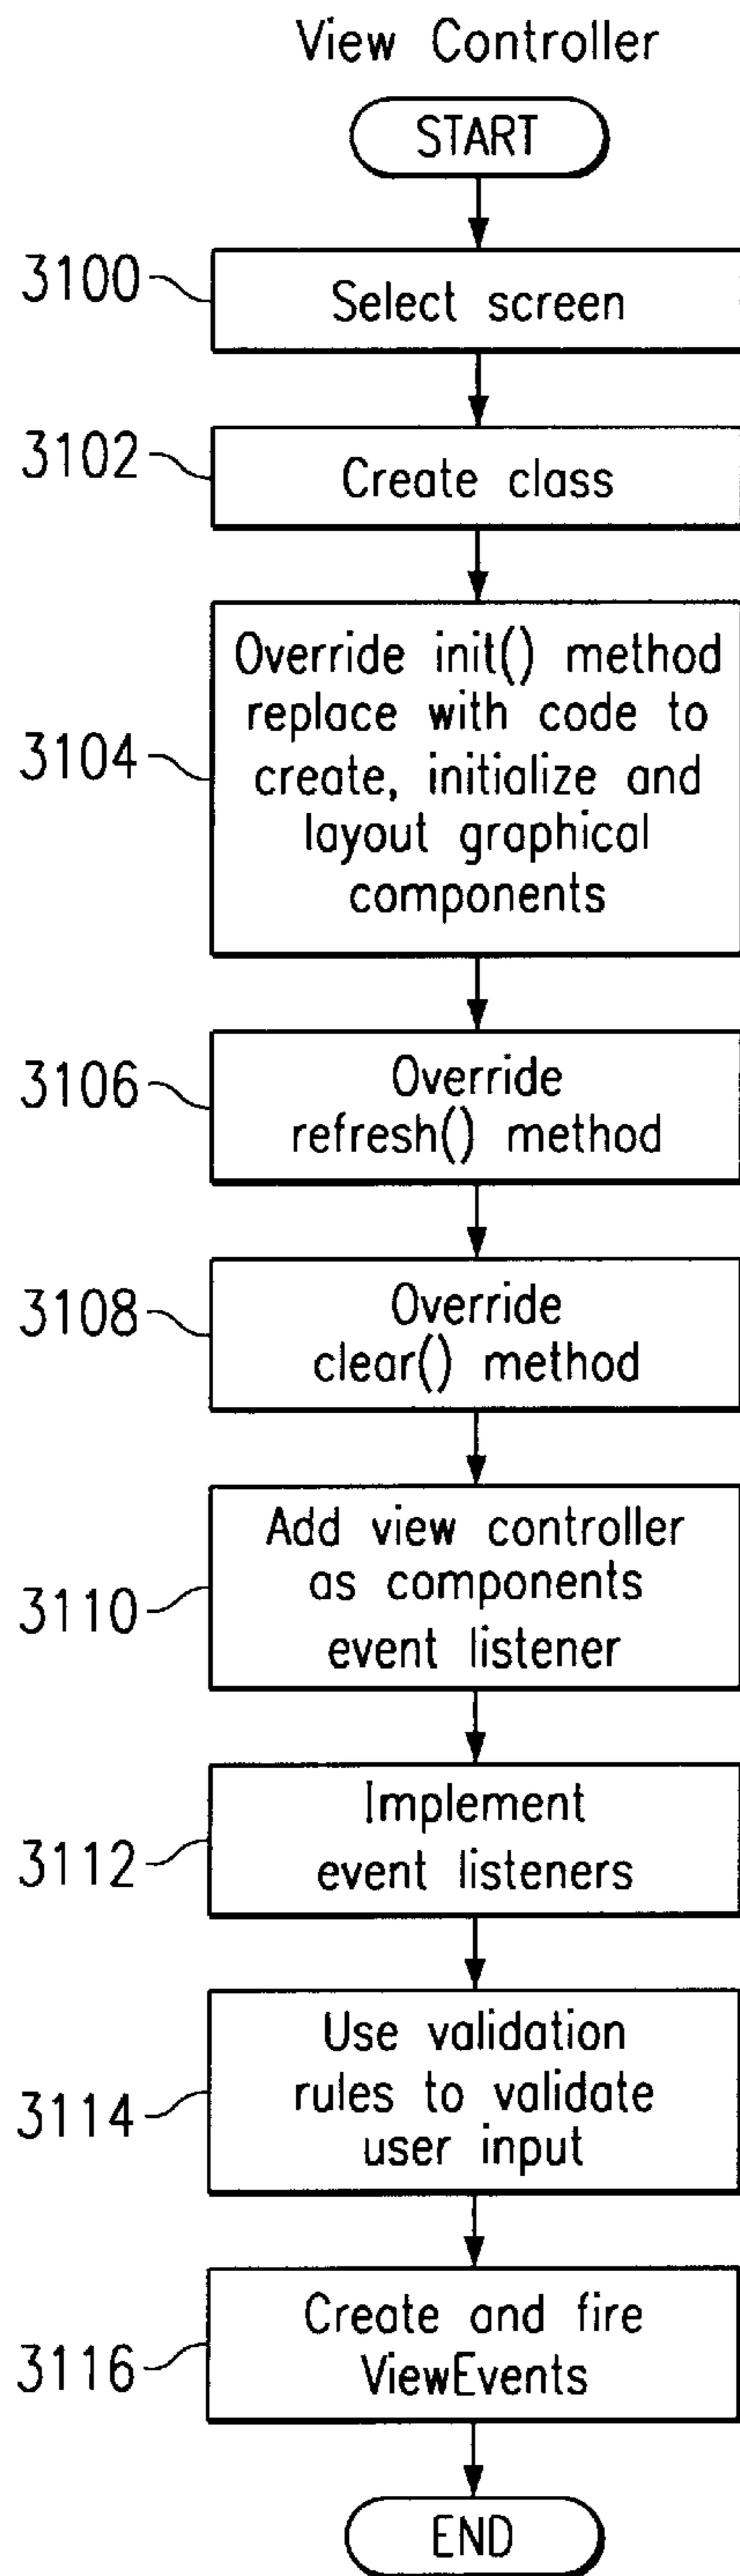 View Controller
START
3100
Select screen
3102
Create class
3104
Override init() method
replace with code to
create, initialize and
layout graphical
components
3106
Override
refresh() method
3108
Override
clear() method
3110
Add view controller
as components
event listener
3112
Implement
event listeners
3114
Use validation
rules to validate
user input
3116
Create and fire
ViewEvents
END